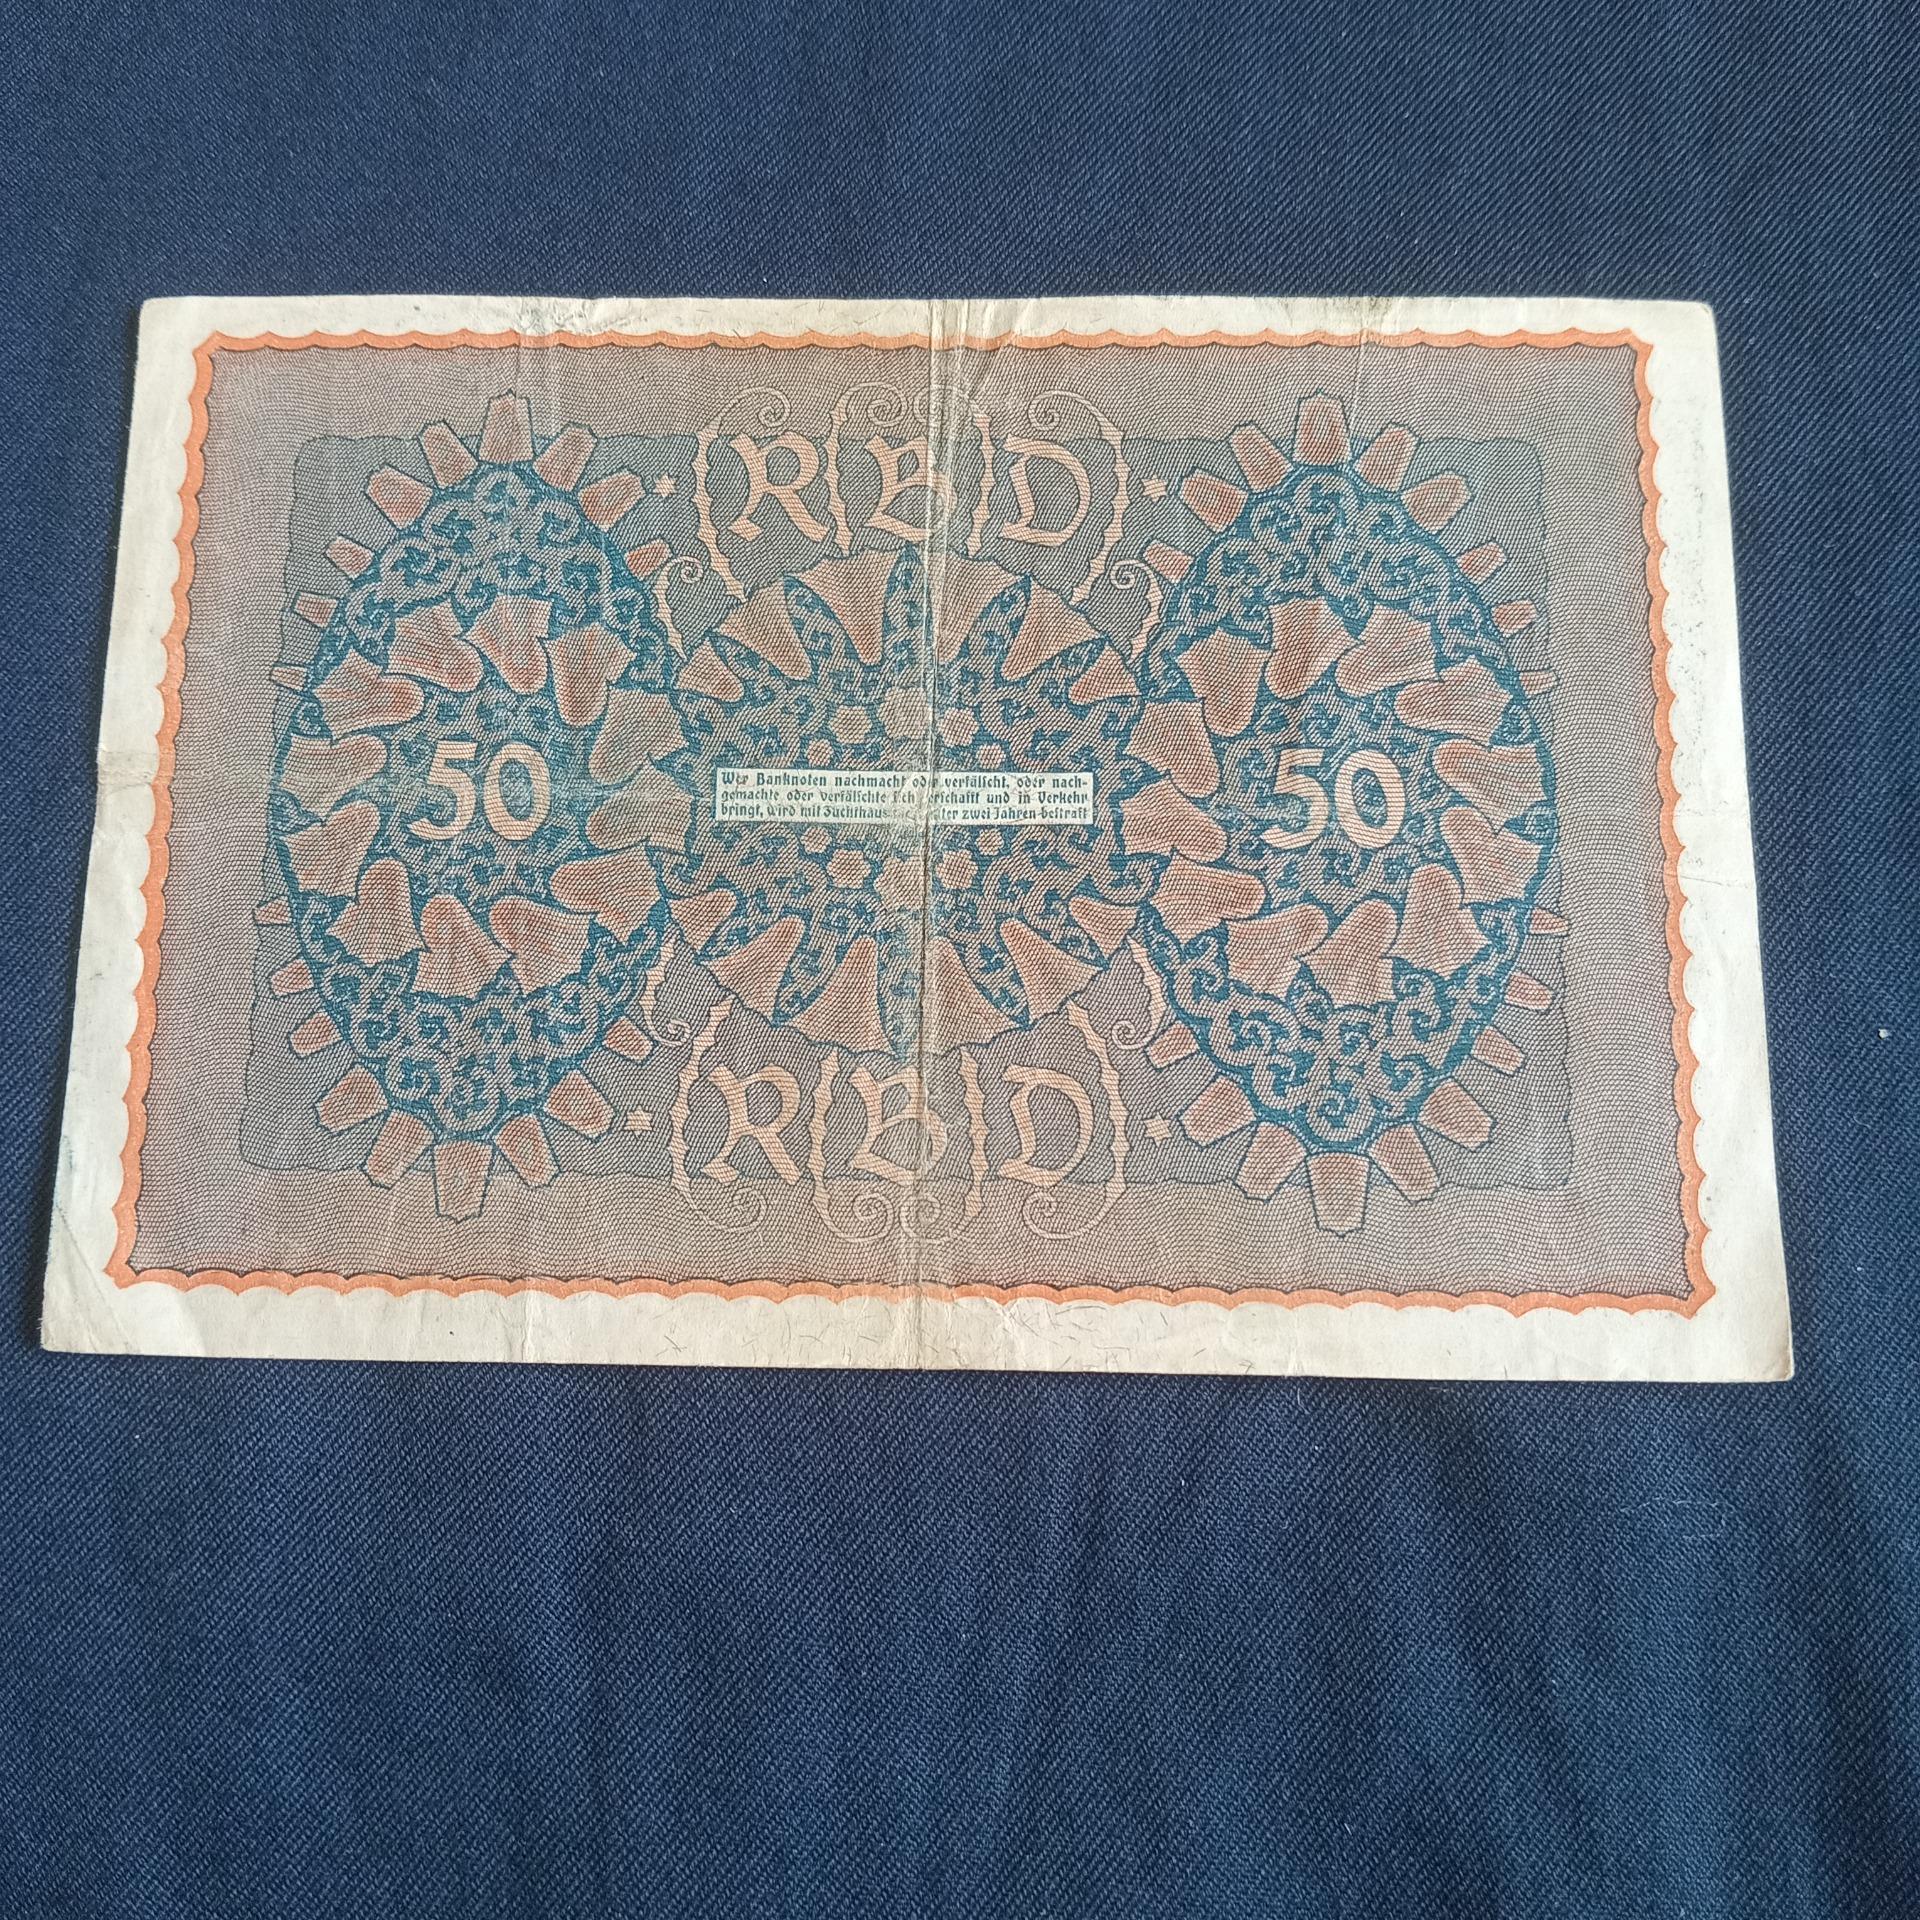 RBD
50
50
Wer Banknoten nachmacht oder verfälscht, oder nach-
gemachte oder verfälschte sich verschafft und in Verkehr
bringt, wird mit Zuchthaus nicht unter zwei Jahren bestraft
RBD